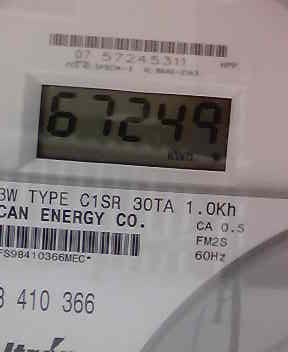 07 57245311
67249
KWH
3W TYPE C1SR 30TA 1.0Kh
CAN ENERGY CO.
CA 0.5
FM2S
60Hz
FS98410366MEC*
8 410 366